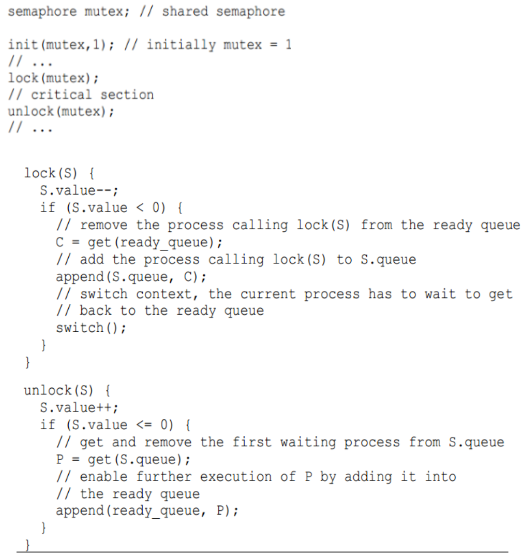 semaphore mutex; // shared semaphore
init(mutex,1); // initially mutex = 1
// ...
lock(mutex);
// critical section
unlock(mutex);
// ...
lock(S) {
S.value--;
if (S.value < 0) {
// remove the process calling lock(S) from the ready queue
C = get(ready_queue);
// add the process calling lock(S) to S.queue
append(S.queue, C);
// switch context, the current process has to wait to get
// back to the ready queue
switch();
}
}
unlock(S) {
S.value++;
if (S.value <= 0) {
// get and remove the first waiting process from S.queue
P = get(S.queue);
// enable further execution of P by adding it into
// the ready queue
append(ready_queue, P);
}
}